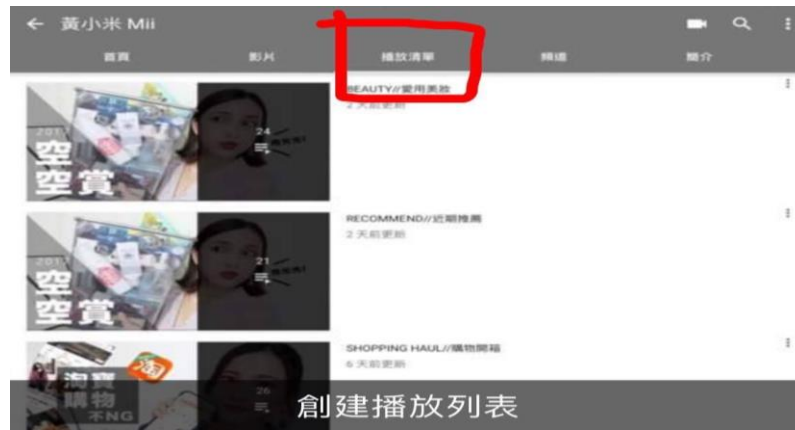 黃小米 Mii
首頁 影片 播放清單 頻道 簡介
BEAUTY//愛用美妝
2 天前更新
24
2017
空
空賞
RECOMMEND//近期推薦
2 天前更新
21
2017
空
空賞
SHOPPING HAUL//購物開箱
6 天前更新
26
淘寶
購物
不NG
淘
創建播放列表